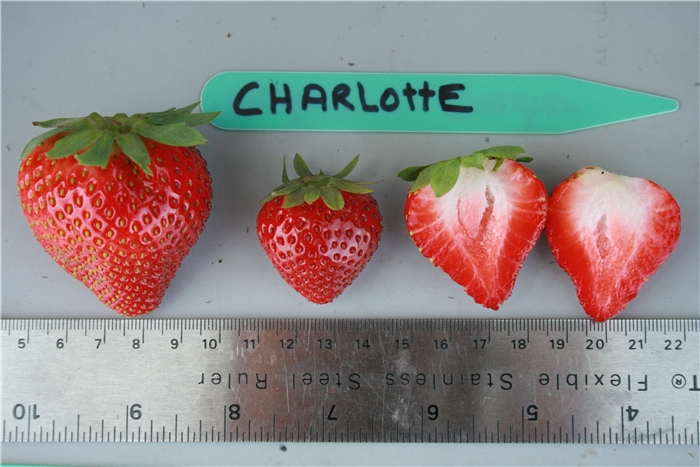 CHARLOttE
5 6 7 8 9 10 11 12 13 14 15 16 17 18 19 20 21 22
® Flexible Stainless Steel Ruler
10 9 8 7 6 5 4